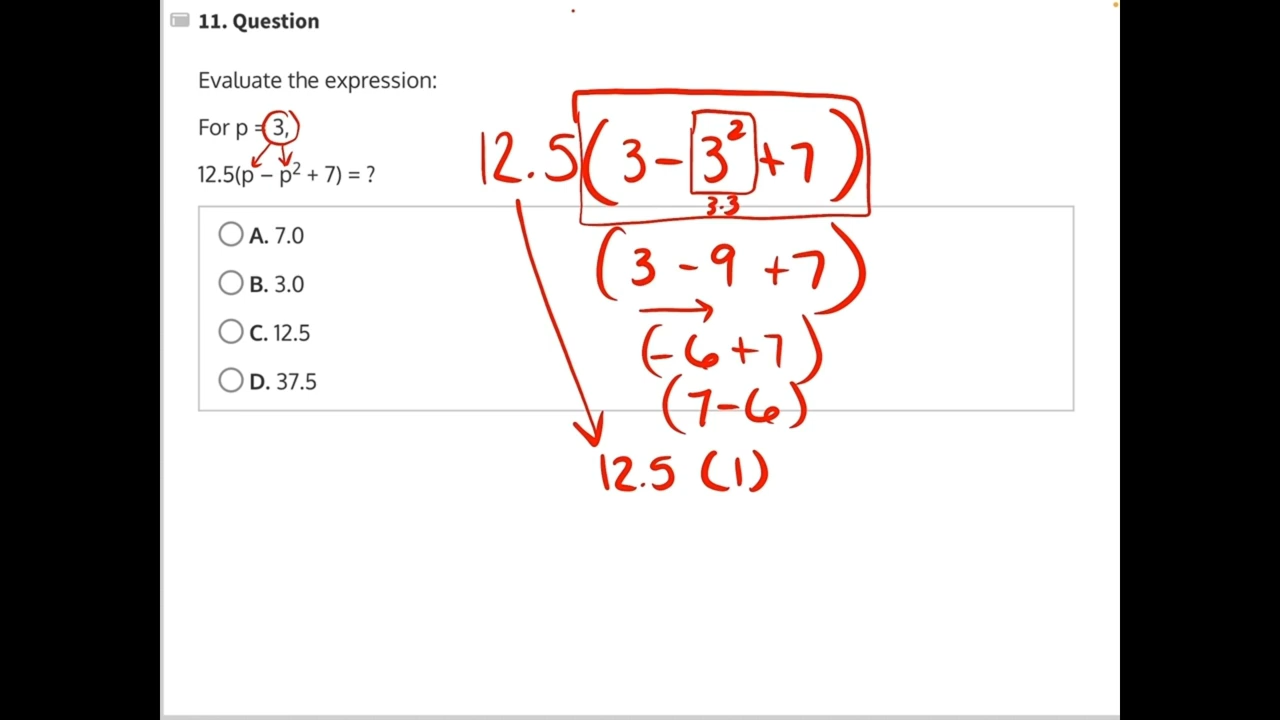 11. Question
Evaluate the expression:
For p = 3,
12.5(p – p² + 7) = ?
A. 7.0
B. 3.0
C. 12.5
D. 37.5
12.5(3 - 3² + 7)
3·3
(3 - 9 + 7)
(-6 + 7)
(7 - 6)
12.5 (1)